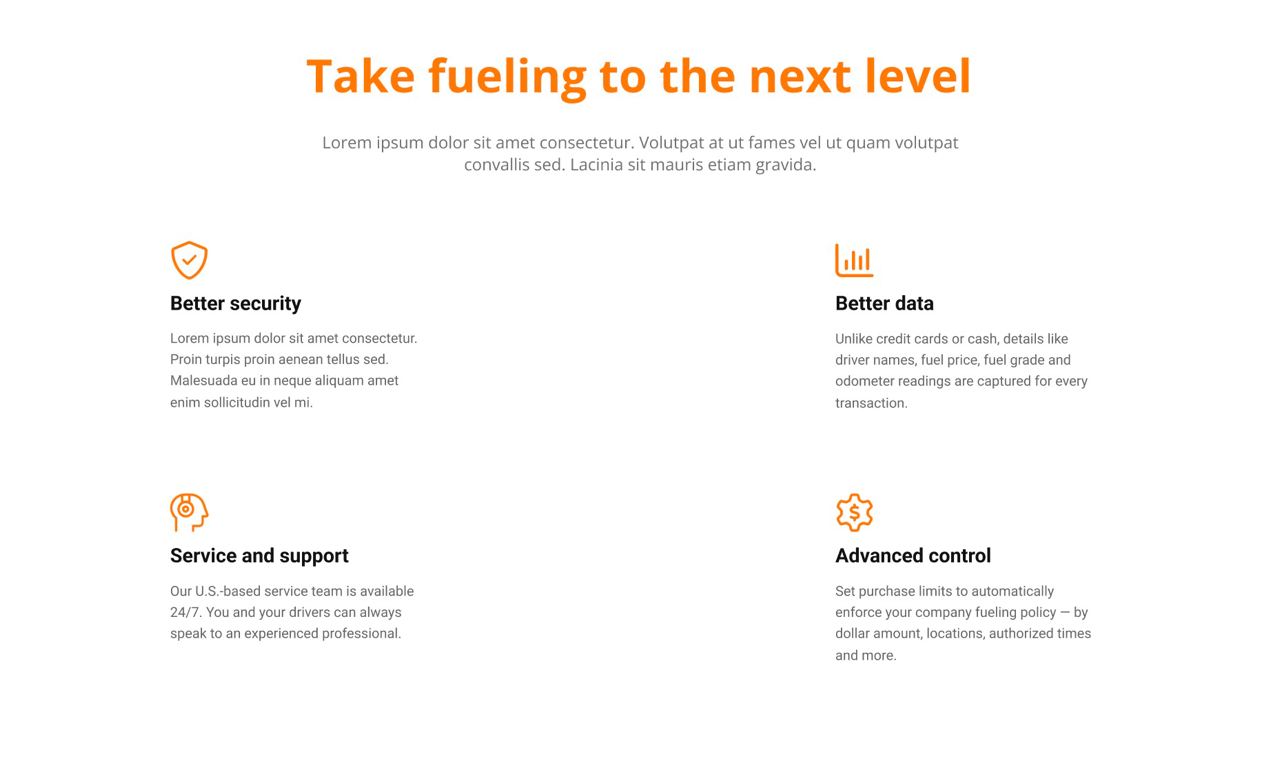 Take fueling to the next level
Lorem ipsum dolor sit amet consectetur. Volutpat at ut fames vel ut quam volutpat
convallis sed. Lacinia sit mauris etiam gravida.
Better security
Lorem ipsum dolor sit amet consectetur.
Proin turpis proin aenean tellus sed.
Malesuada eu in neque aliquam amet
enim sollicitudin vel mi.
Better data
Unlike credit cards or cash, details like
driver names, fuel price, fuel grade and
odometer readings are captured for every
transaction.
Service and support
Our U.S.-based service team is available
24/7. You and your drivers can always
speak to an experienced professional.
Advanced control
Set purchase limits to automatically
enforce your company fueling policy — by
dollar amount, locations, authorized times
and more.